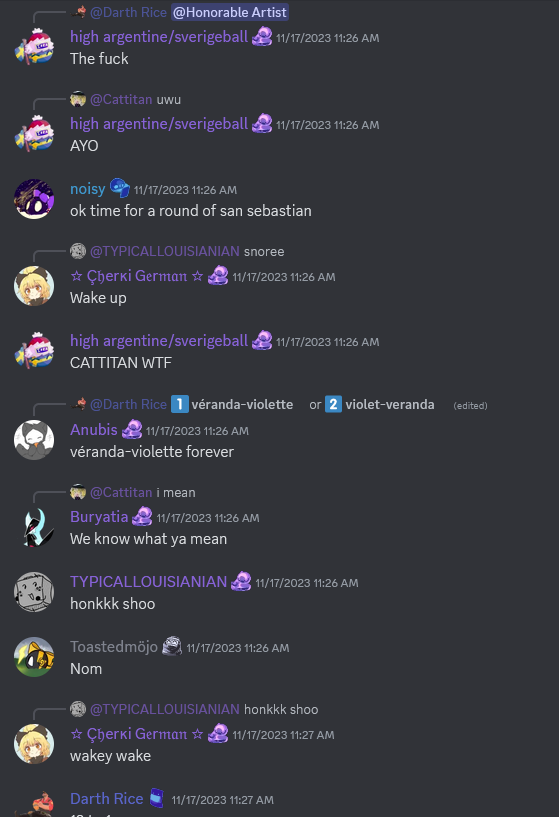 @Darth Rice @Honorable Artist
high argentine/sverigeball 11/17/2023 11:26 AM
The fuck
@Cattitan uwu
high argentine/sverigeball 11/17/2023 11:26 AM
AYO
noisy 11/17/2023 11:26 AM
ok time for a round of san sebastian
@TYPICALLOUISIANIAN snoree
☆ Çꞕєrкi Gєrmaɴ ☆ 11/17/2023 11:26 AM
Wake up
high argentine/sverigeball 11/17/2023 11:26 AM
CATTITAN WTF
@Darth Rice 1 véranda-violette or 2 violet-veranda (edited)
Anubis 11/17/2023 11:26 AM
véranda-violette forever
@Cattitan i mean
Buryatia 11/17/2023 11:26 AM
We know what ya mean
TYPICALLOUISIANIAN 11/17/2023 11:26 AM
honkkk shoo
Toastedmöjo 11/17/2023 11:26 AM
Nom
@TYPICALLOUISIANIAN honkkk shoo
☆ Çꞕєrкi Gєrmaɴ ☆ 11/17/2023 11:27 AM
wakey wake
Darth Rice 11/17/2023 11:27 AM